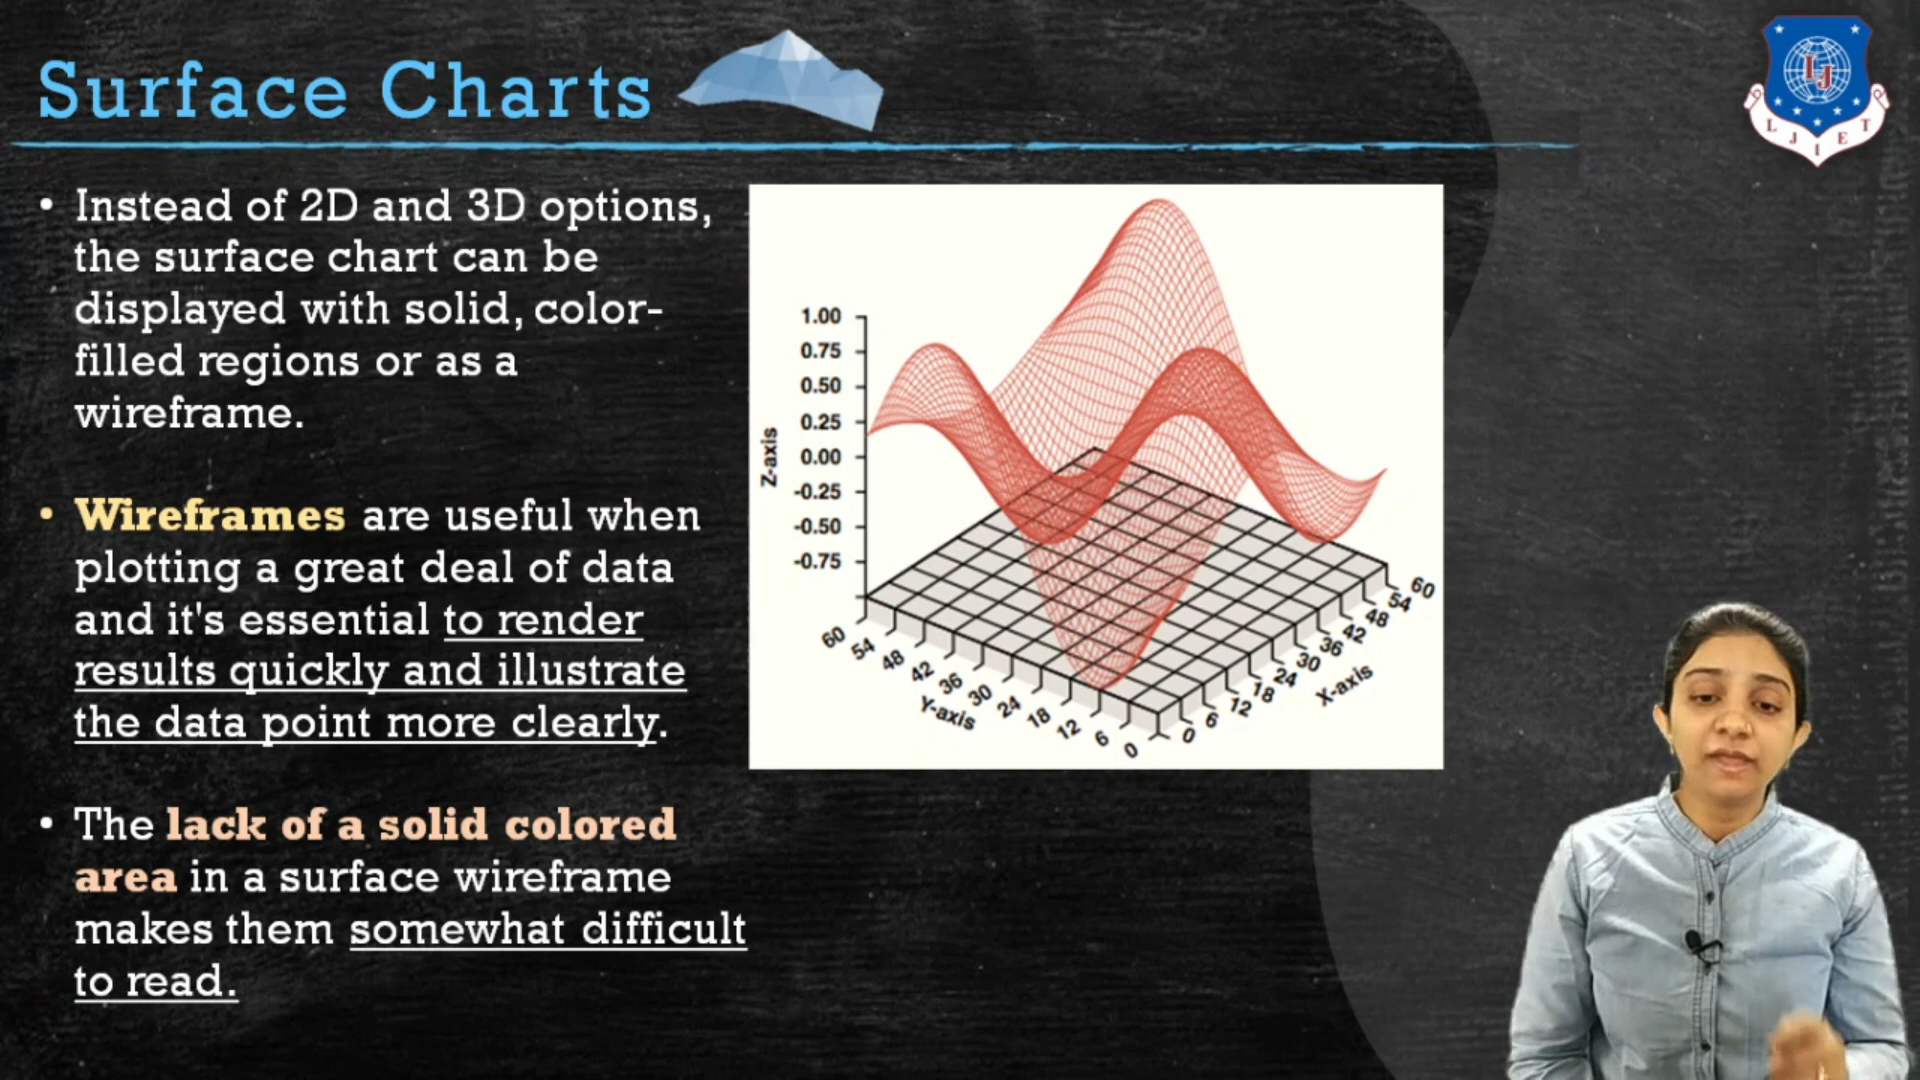 Surface Charts
L J I E T
LJ
• Instead of 2D and 3D options,
the surface chart can be
displayed with solid, color-
filled regions or as a
wireframe.
• Wireframes are useful when
plotting a great deal of data
and it's essential to render
results quickly and illustrate
the data point more clearly.
• The lack of a solid colored
area in a surface wireframe
makes them somewhat difficult
to read.
1.00
0.75
0.50
0.25
0.00
-0.25
-0.50
-0.75
Z-axis
60 54 48 42 36 30 24 18 12 6 0
Y-axis
0 6 12 18 24 30 36 42 48 54 60
X-axis